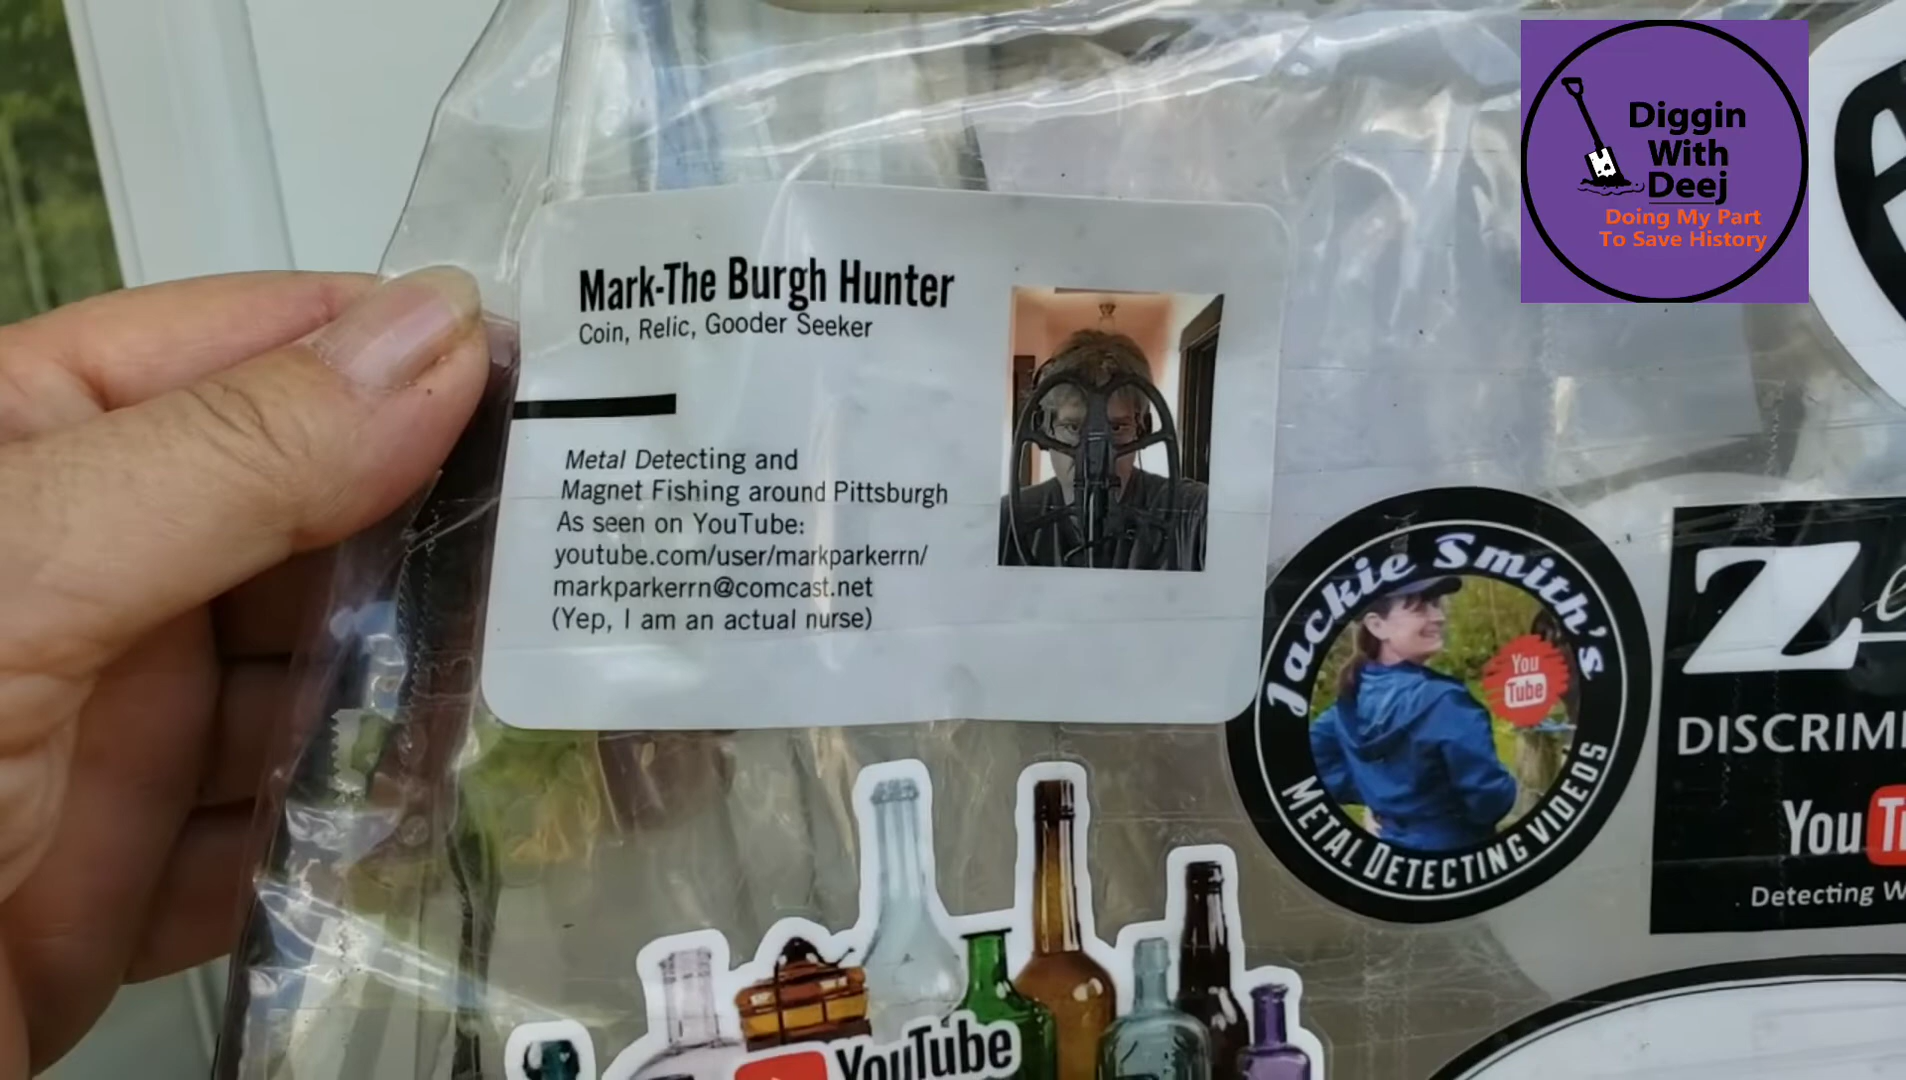 Diggin
With
Deej
Doing My Part
To Save History
Mark-The Burgh Hunter
Coin, Relic, Gooder Seeker
Metal Detecting and
Magnet Fishing around Pittsburgh
As seen on YouTube:
youtube.com/user/markparkerrn/
markparkerrn@comcast.net
(Yep, I am an actual nurse)
Jackie Smith's
You
Tube
METAL DETECTING VIDEOS
Z
DISCRIM
You
Detecting W
YouTube